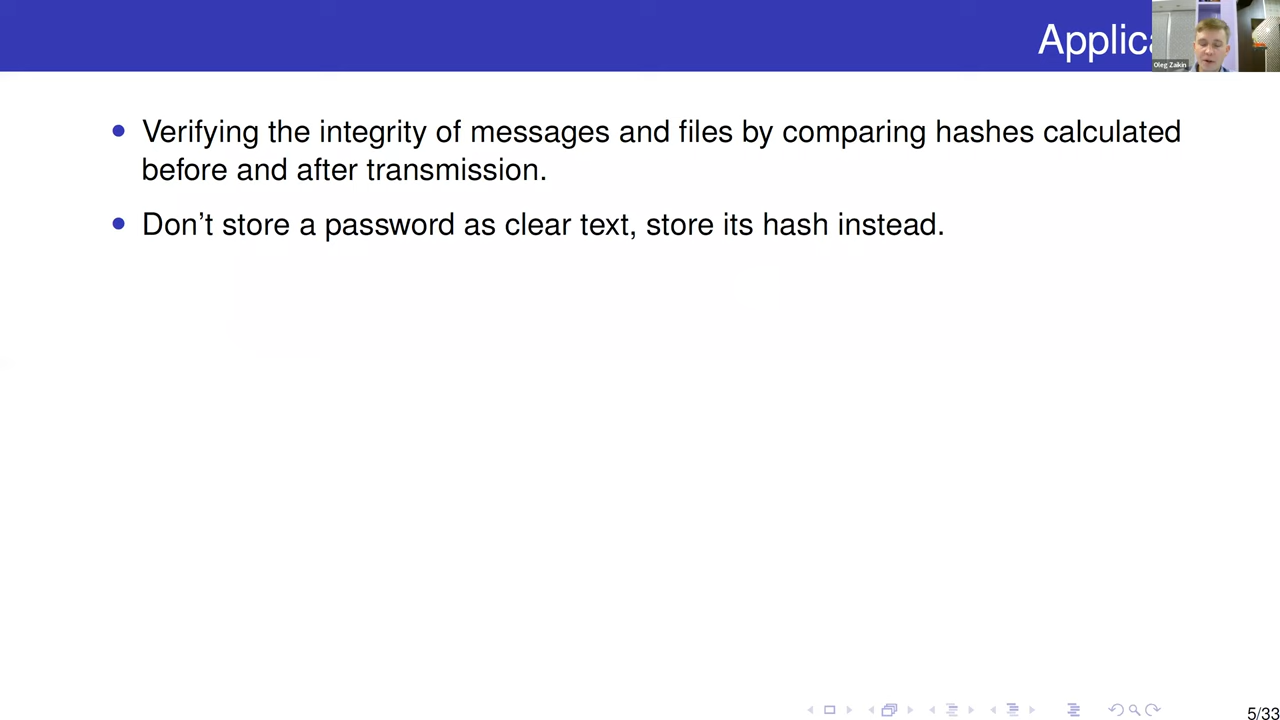 Applica
Oleg Zaikin
Verifying the integrity of messages and files by comparing hashes calculated
before and after transmission.
Don't store a password as clear text, store its hash instead.
5/33